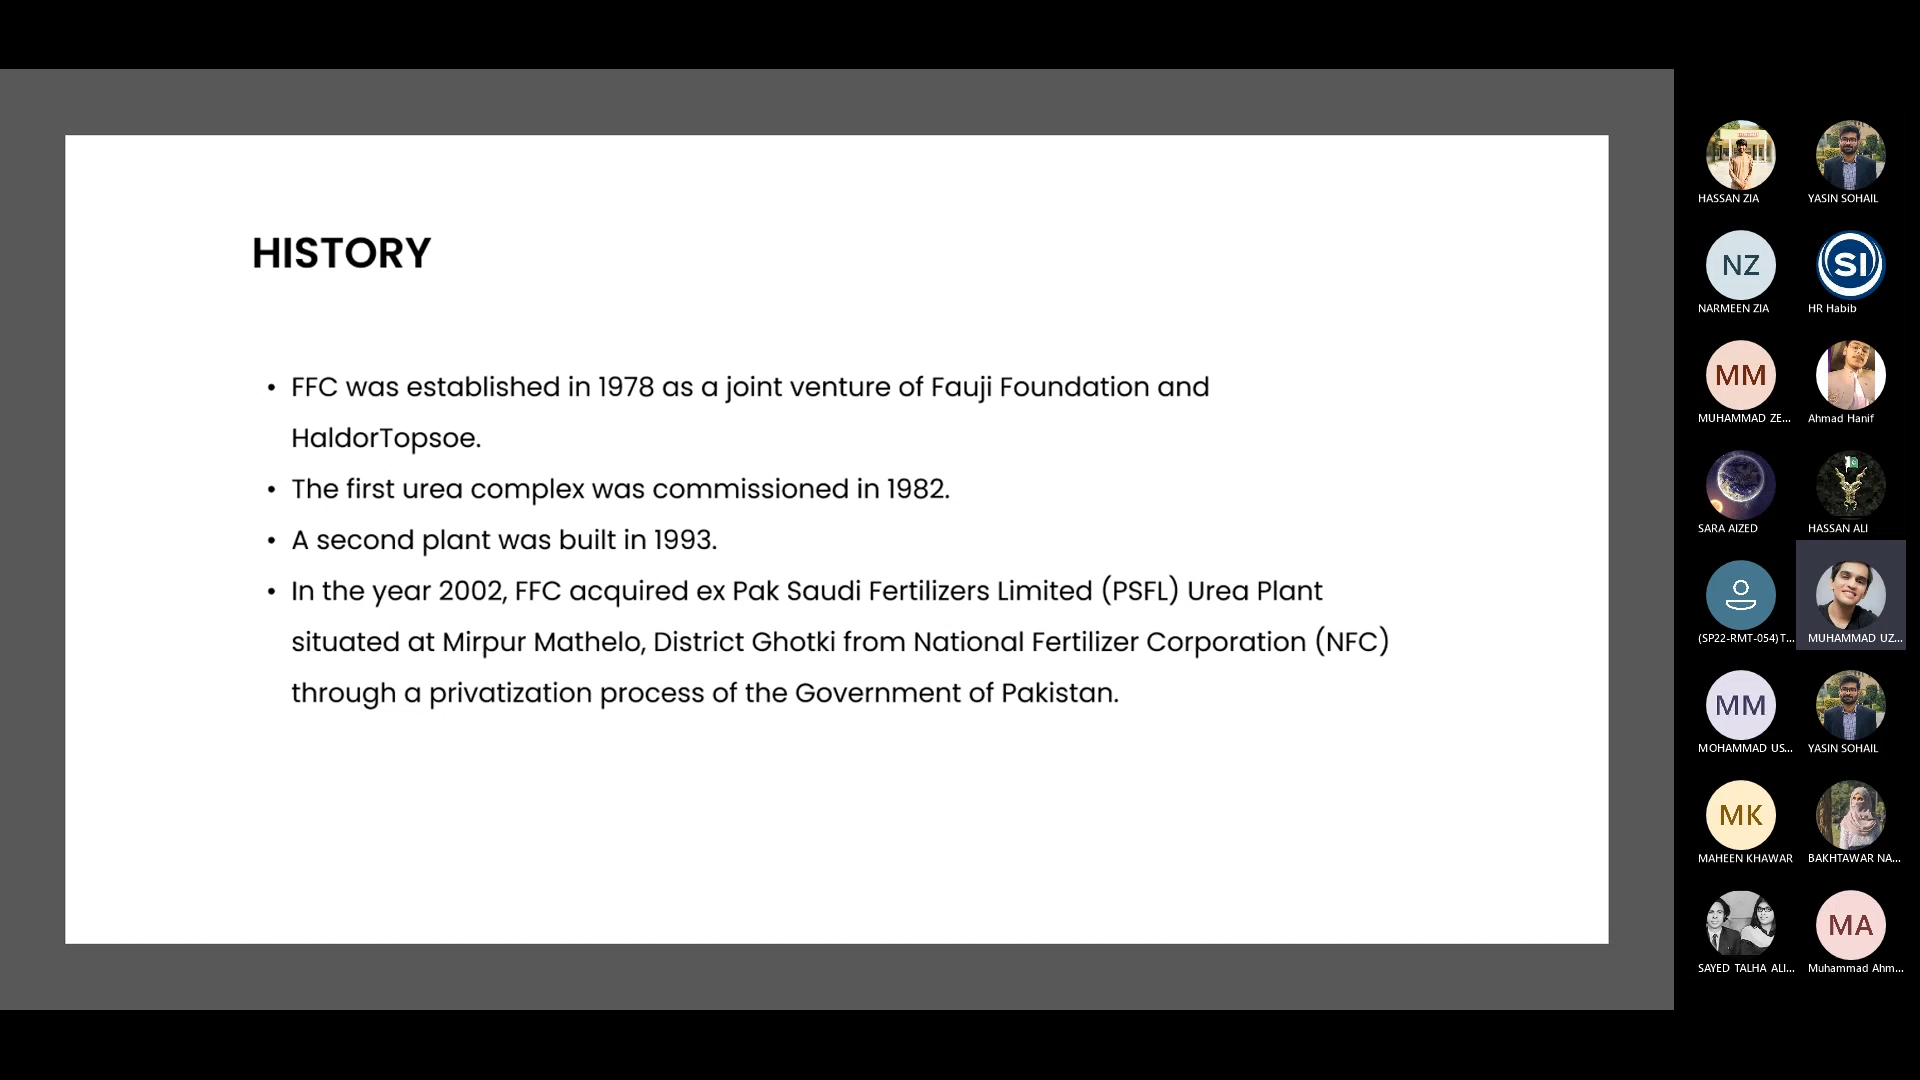 HISTORY
• FFC was established in 1978 as a joint venture of Fauji Foundation and
HaldorTopsoe.
• The first urea complex was commissioned in 1982.
• A second plant was built in 1993.
• In the year 2002, FFC acquired ex Pak Saudi Fertilizers Limited (PSFL) Urea Plant
situated at Mirpur Mathelo, District Ghotki from National Fertilizer Corporation (NFC)
through a privatization process of the Government of Pakistan.
HASSAN ZIA
YASIN SOHAIL
NZ
NARMEEN ZIA
SI
HR Habib
MM
MUHAMMAD ZE...
Ahmad Hanif
SARA AIZED
HASSAN ALI
(SP22-RMT-054) T...
MUHAMMAD UZ...
MM
MOHAMMAD US...
YASIN SOHAIL
MK
MAHEEN KHAWAR
BAKHTAWAR NA...
SAYED TALHA ALI...
MA
Muhammad Ahm...